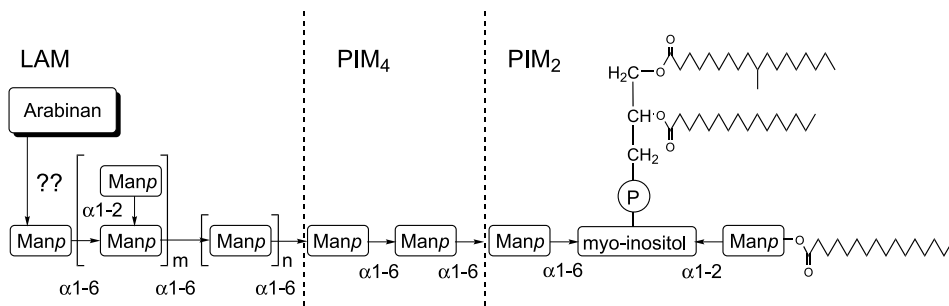 LAM
PIM4
PIM2
O
H2C
O
CH
O
O
CH2
P
Arabinan
??
Manp
α1-2
Manp
Manp
m
Manp
n
Manp
Manp
Manp
myo-inositol
Manp
O
O
α1-6
α1-6
α1-6
α1-6
α1-6
α1-6
α1-2